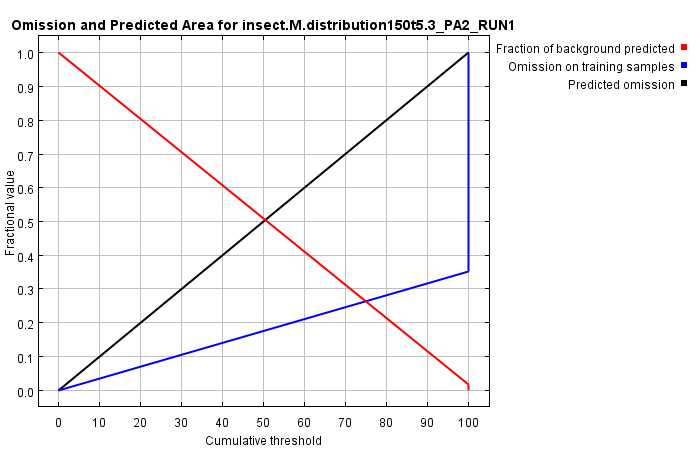 Omission and Predicted Area for insect.M.distribution150t5.3_PA2_RUN1
Fraction of background predicted
Omission on training samples
Predicted omission
Fractional value
1.0
0.9
0.8
0.7
0.6
0.5
0.4
0.3
0.2
0.1
0.0
0 10 20 30 40 50 60 70 80 90 100
Cumulative threshold